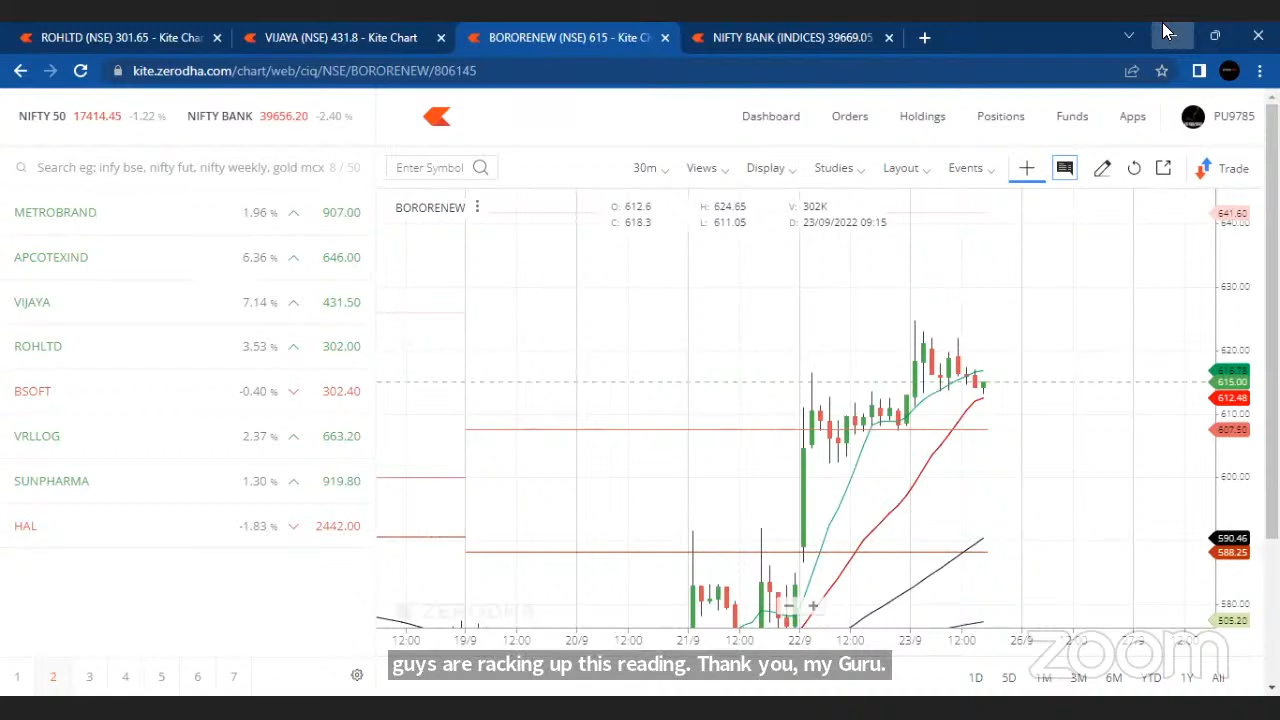 ROHLTD (NSE) 301.65 - Kite Cha
VIJAYA (NSE) 431.8 - Kite Chart
BORORENEW (NSE) 615 - Kite C
NIFTY BANK (INDICES) 39669.05
kite.zerodha.com/chart/web/ciq/NSE/BORORENEW/806145
NIFTY 50 17414.45 -1.22 % NIFTY BANK 39656.20 -2.40 %
Dashboard Orders Holdings Positions Funds Apps PU9785
Search eg: infy bse, nifty fut, nifty weekly, gold mcx 8 / 50
Enter Symbol 30m Views Display Studies Layout Events Trade
METROBRAND 1.96 % 907.00
APCOTEXIND 6.36 % 646.00
VIJAYA 7.14 % 431.50
ROHLTD 3.53 % 302.00
BSOFT -0.40 % 302.40
VRLLOG 2.37 % 663.20
SUNPHARMA 1.30 % 919.80
HAL -1.83 % 2442.00
1 2 3 4 5 6 7
BORORENEW
O: 612.6 H: 624.65 V: 302K
C: 618.3 L: 611.05 D: 23/09/2022 09:15
641.60
640.00
630.00
620.00
616.78
615.00
612.48
610.00
607.50
600.00
590.46
588.25
580.00
505.20
ZERODHA
12:00 19/9 12:00 20/9 12:00 21/9 12:00 22/9 12:00 23/9 12:00 26/9
zoom
guys are racking up this reading. Thank you, my Guru.
1D 5D 1M 3M 6M YTD 1Y All